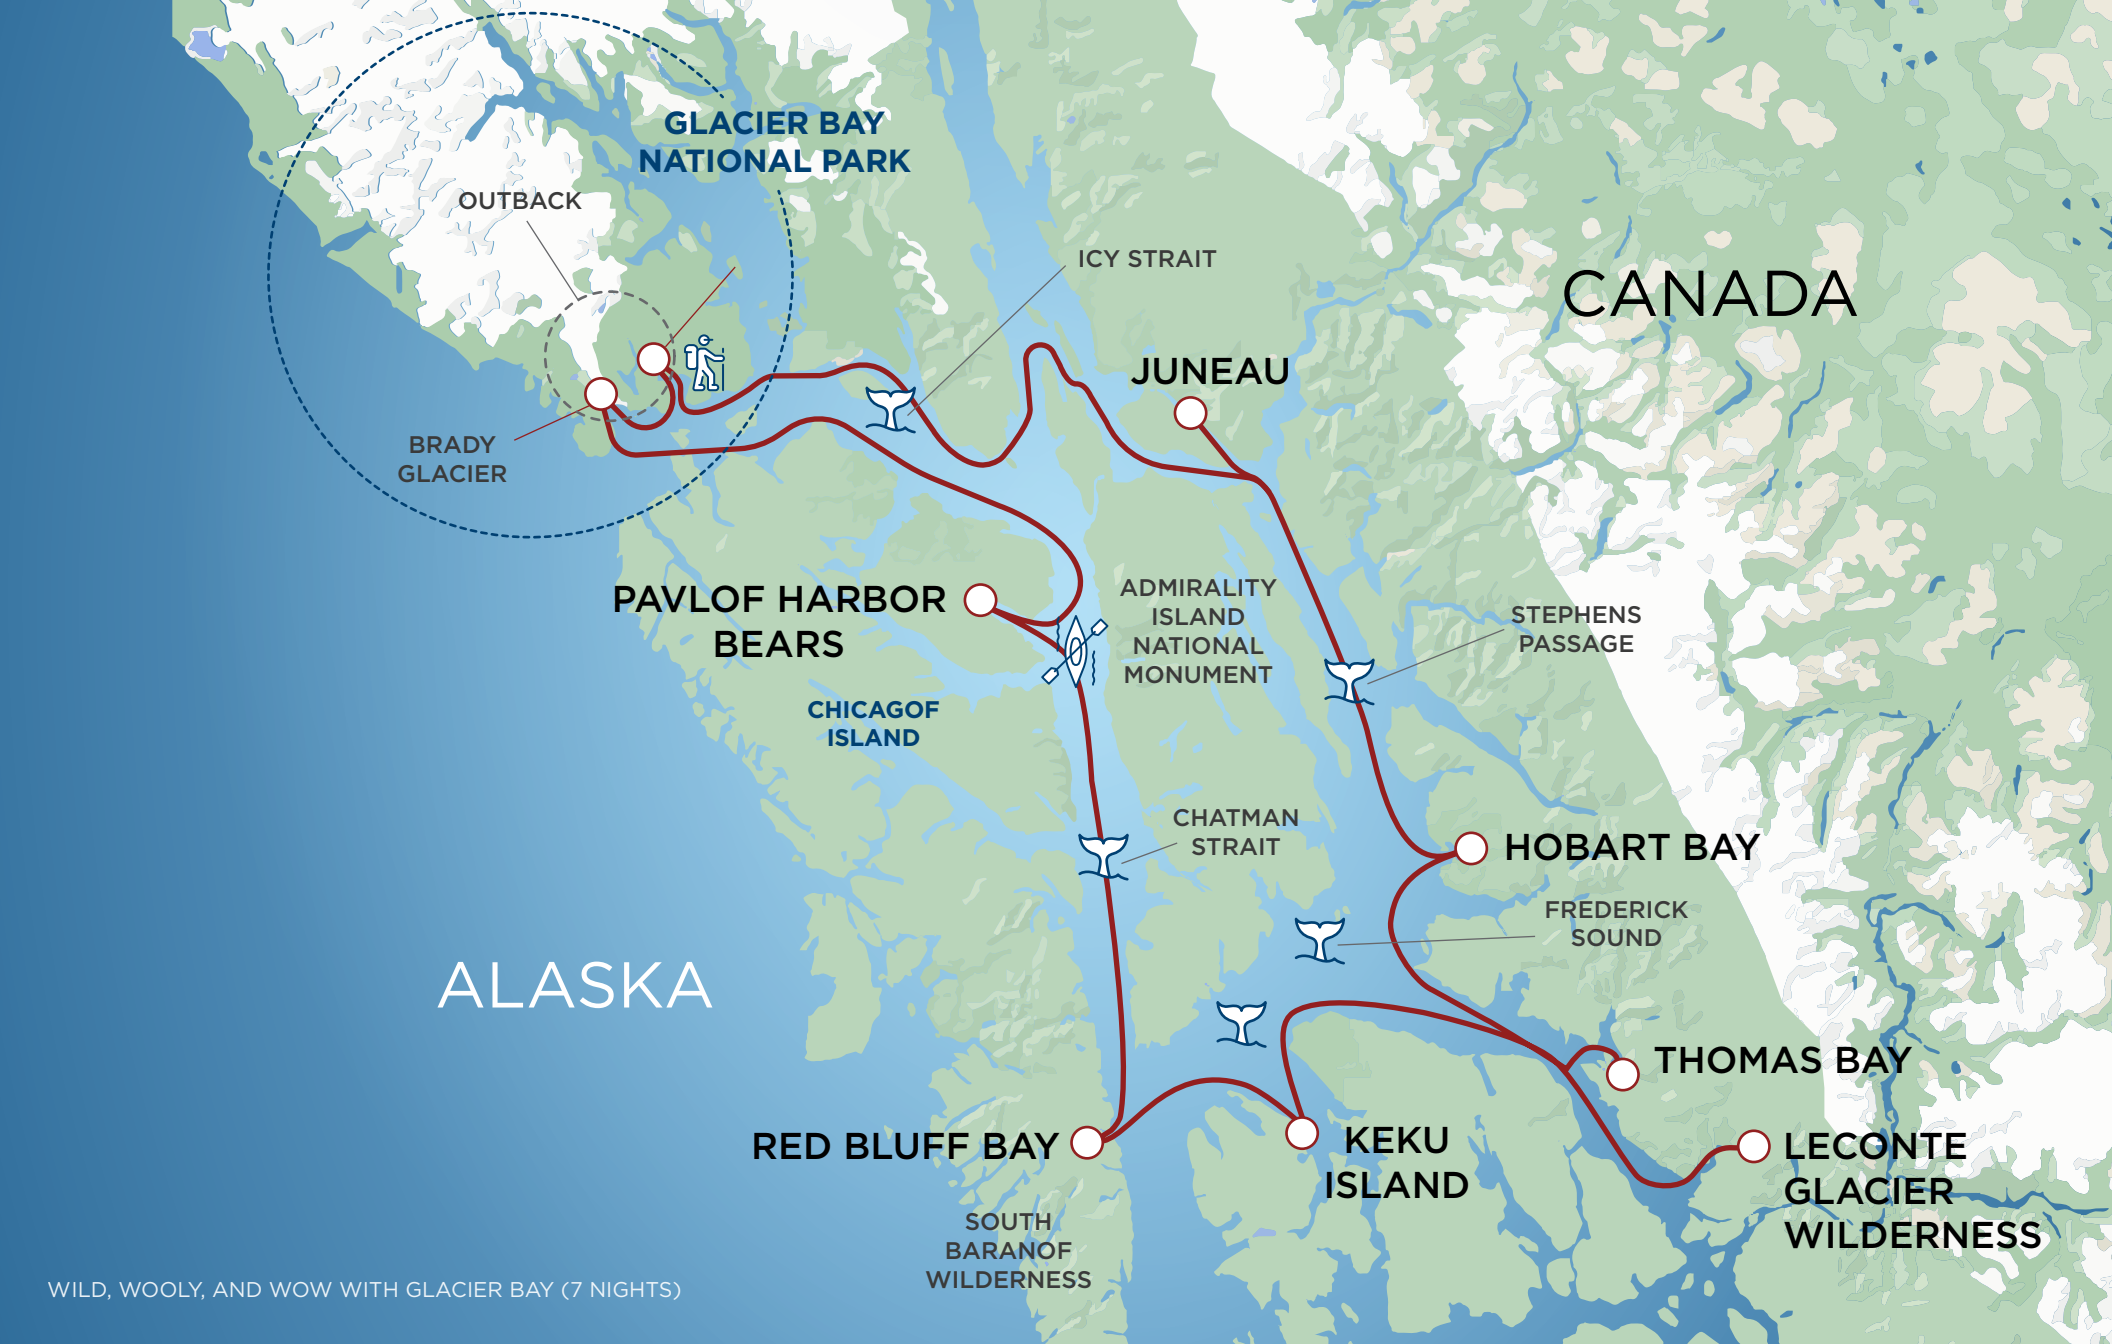 GLACIER BAY
NATIONAL PARK
OUTBACK
ICY STRAIT
CANADA
JUNEAU
BRADY
GLACIER
PAVLOF HARBOR
BEARS
ADMIRALITY
ISLAND
NATIONAL
MONUMENT
STEPHENS
PASSAGE
CHICAGOF
ISLAND
CHATMAN
STRAIT
HOBART BAY
FREDERICK
SOUND
ALASKA
THOMAS BAY
RED BLUFF BAY
KEKU
ISLAND
LECONTE
GLACIER
WILDERNESS
SOUTH
BARANOF
WILDERNESS
WILD, WOOLY, AND WOW WITH GLACIER BAY (7 NIGHTS)